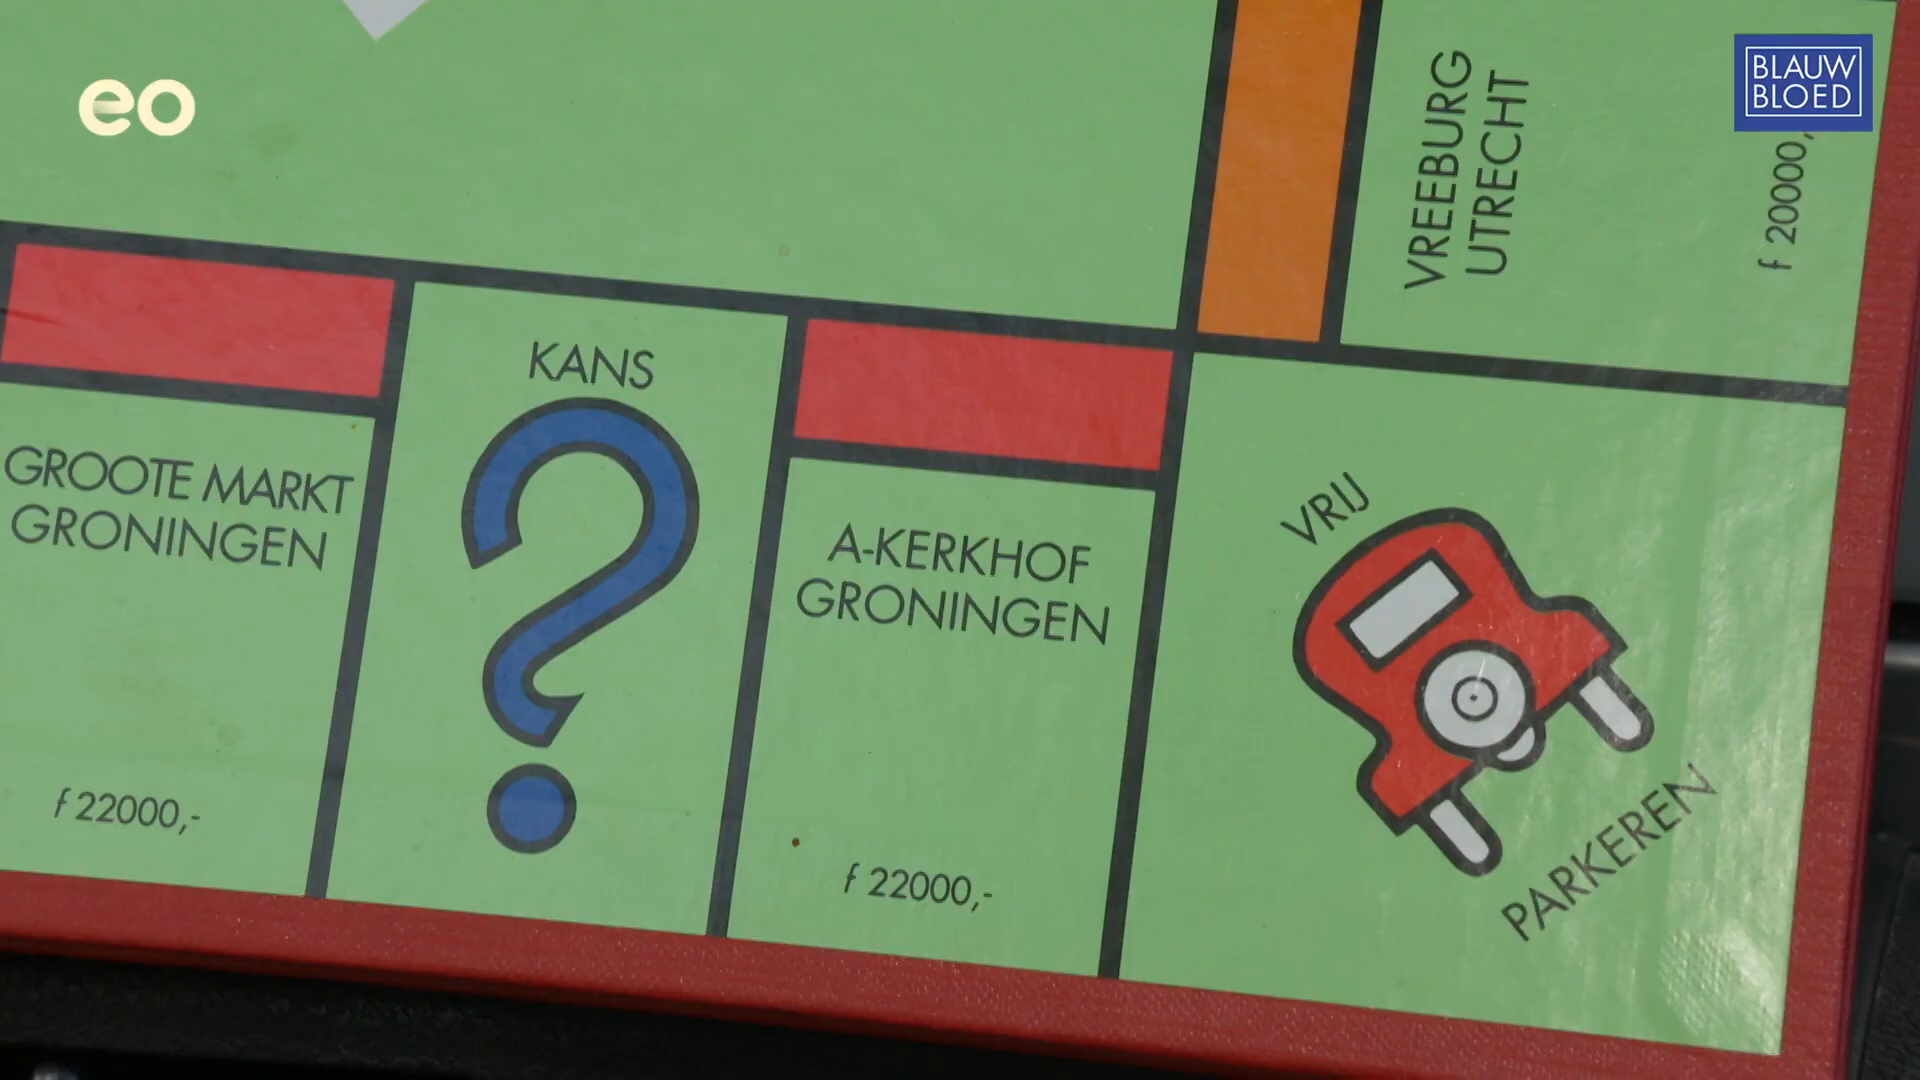 eo
BLAUW
BLOED
VREEBURG
UTRECHT
f 20000,
KANS
GROOTE MARKT
GRONINGEN
f 22000,-
A-KERKHOF
GRONINGEN
f 22000,-
VRIJ
PARKEREN